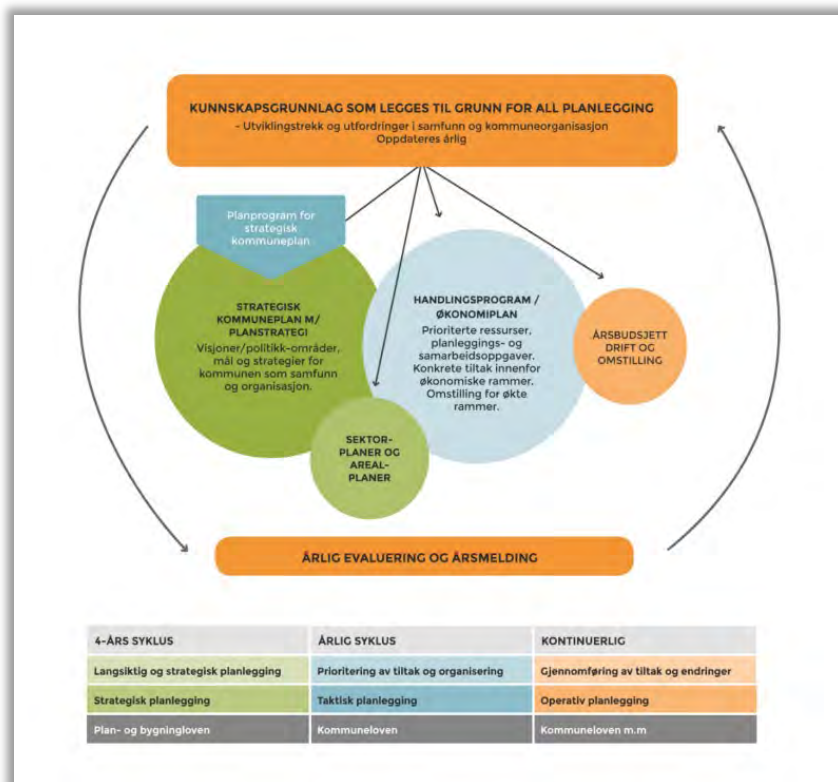 KUNNSKAPSGRUNNLAG SOM LEGGES TIL GRUNN FOR ALL PLANLEGGING
- Utviklingstrekk og utfordringer i samfunn og kommuneorganisasjon
Oppdateres årlig
Planprogram for
strategisk
kommuneplan
STRATEGISK
KOMMUNEPLAN M/
PLANSTRATEGI
Visjoner/politikk-områder,
mål og strategier for
kommunen som samfunn
og organisasjon.
HANDLINGSPROGRAM /
ØKONOMIPLAN
Prioriterte ressurser,
planleggings- og
samarbeidsoppgaver.
Konkrete tiltak innenfor
økonomiske rammer.
Omstilling for økte
rammer.
ÅRSBUDSJETT
DRIFT OG
OMSTILLING
SEKTOR-
PLANER OG
AREAL-
PLANER
ÅRLIG EVALUERING OG ÅRSMELDING
4-ÅRS SYKLUS ÅRLIG SYKLUS KONTINUERLIG
Langsiktig og strategisk planlegging Prioritering av tiltak og organisering Gjennomføring av tiltak og endringer
Strategisk planlegging Taktisk planlegging Operativ planlegging
Plan- og bygningloven Kommuneloven Kommuneloven m.m